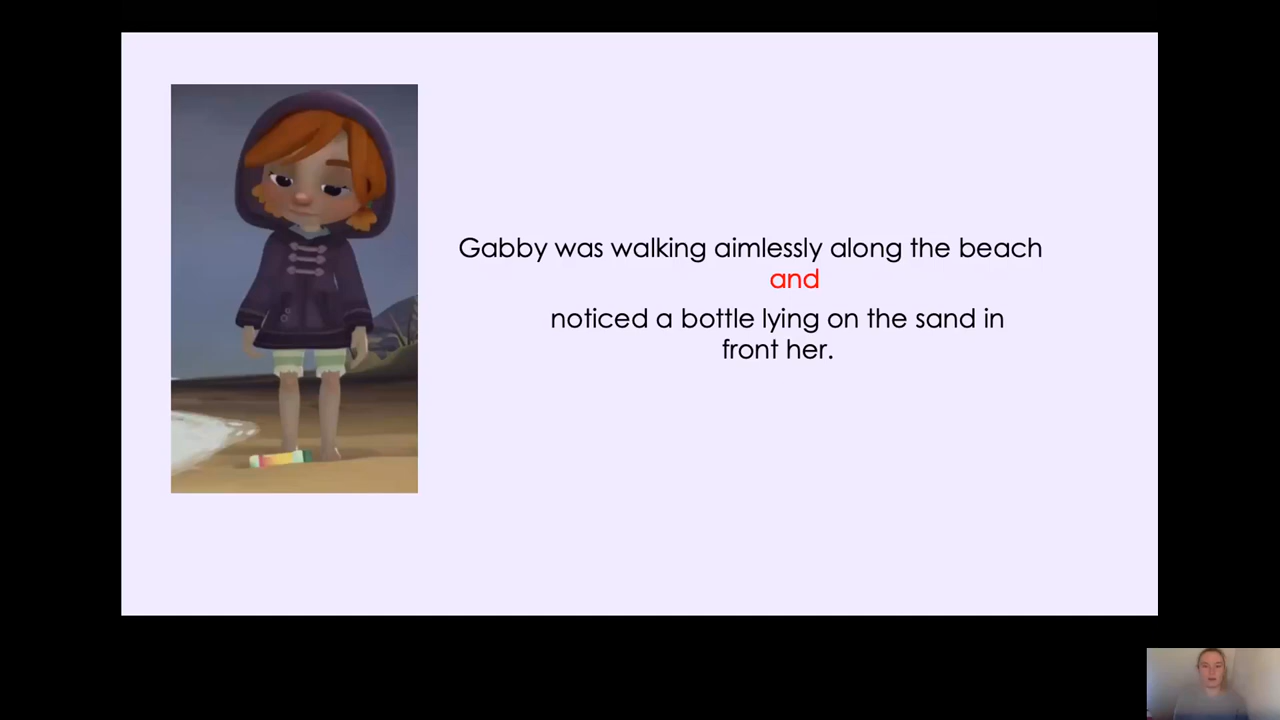 Gabby was walking aimlessly along the beach
and
noticed a bottle lying on the sand in
front her.